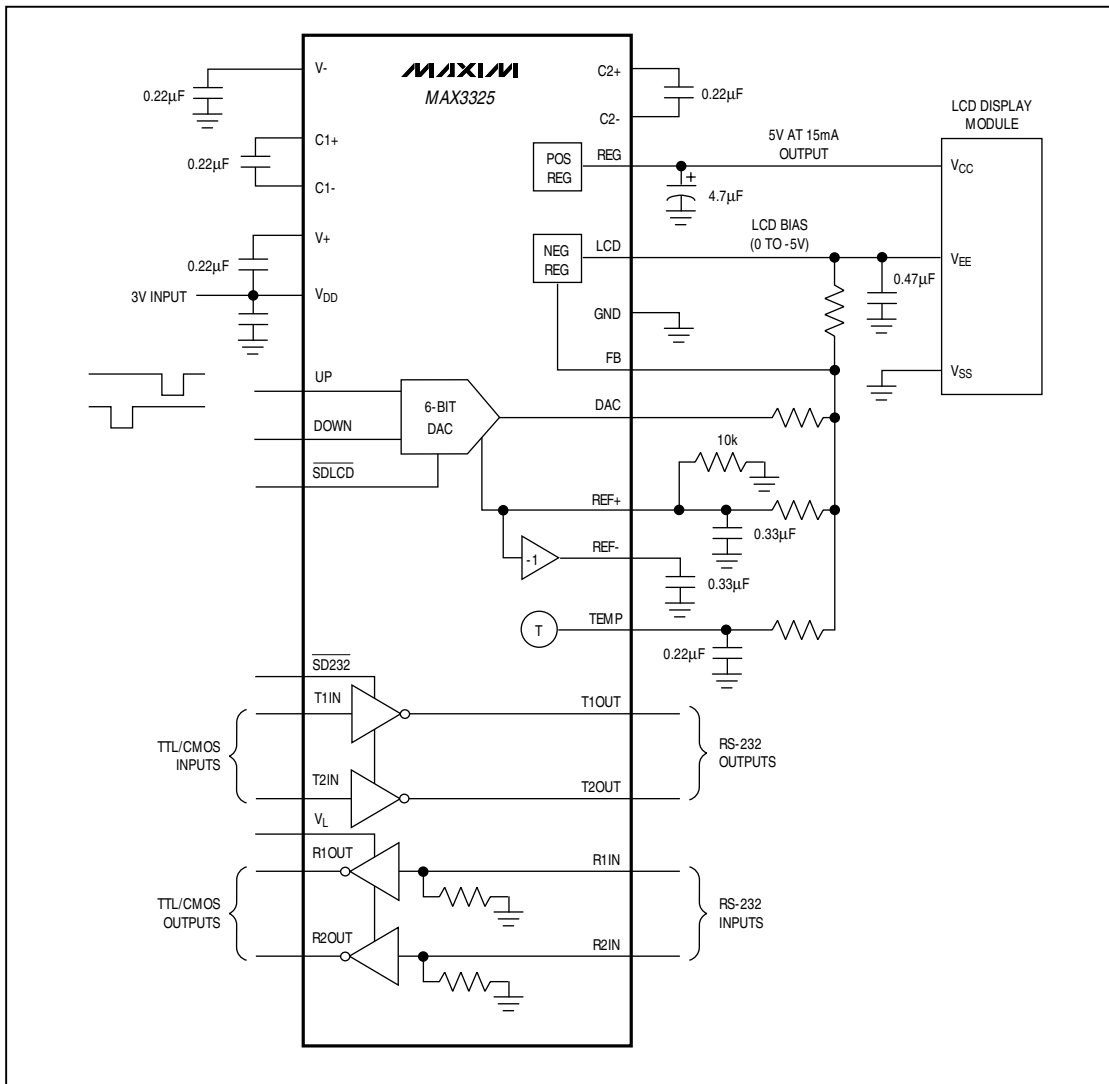 MAXIM
MAX3325
V-
0.22µF
C1+
0.22µF
C1-
V+
0.22µF
3V INPUT
VDD
UP
DOWN
SDLCD
6-BIT
DAC
C2+
0.22µF
C2-
POS
REG
REG
5V AT 15mA
OUTPUT
4.7µF
+
NEG
REG
LCD
LCD BIAS
(0 TO -5V)
0.47µF
GND
FB
DAC
10k
REF+
0.33µF
-1
REF-
0.33µF
T
TEMP
0.22µF
LCD DISPLAY
MODULE
VCC
VEE
VSS
SD232
T1IN
T1OUT
TTL/CMOS
INPUTS
RS-232
OUTPUTS
T2IN
T2OUT
VL
R1OUT
R1IN
TTL/CMOS
OUTPUTS
RS-232
INPUTS
R2OUT
R2IN